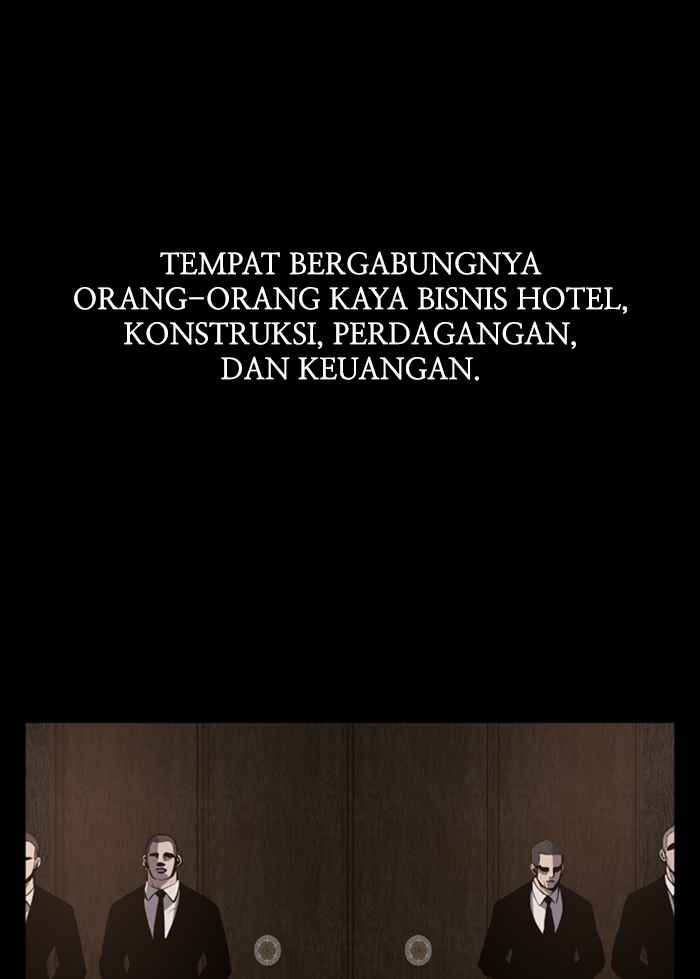 TEMPAT BERGABUNGNYA
ORANG-ORANG KAYA BISNIS HOTEL,
KONSTRUKSI, PERDAGANGAN,
DAN KEUANGAN.